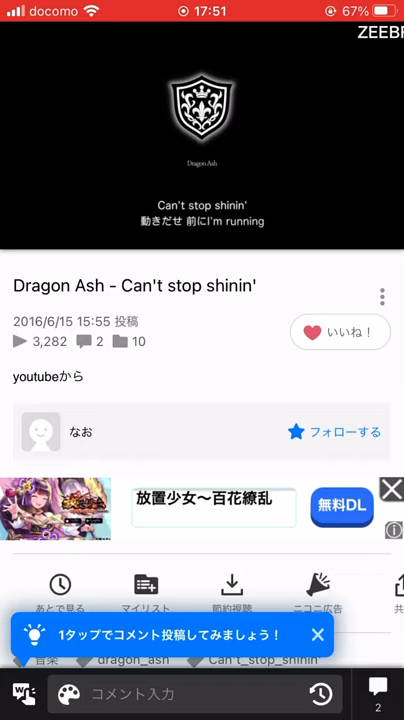 docomo 17:51 67%
ZEEB
Dragon Ash
Can't stop shinin'
動きだせ 前にI'm running
Dragon Ash - Can't stop shinin'
2016/6/15 15:55 投稿
いいね！
3,282 2 10
youtubeから
なお
フォローする
放置少女〜百花繚乱
無料DL
あとで見る マイリスト 節約視聴 ニコニ広告
1タップでコメント投稿してみましょう！
音楽 dragon_ash Can't_stop_shinin'
コメント入力
2